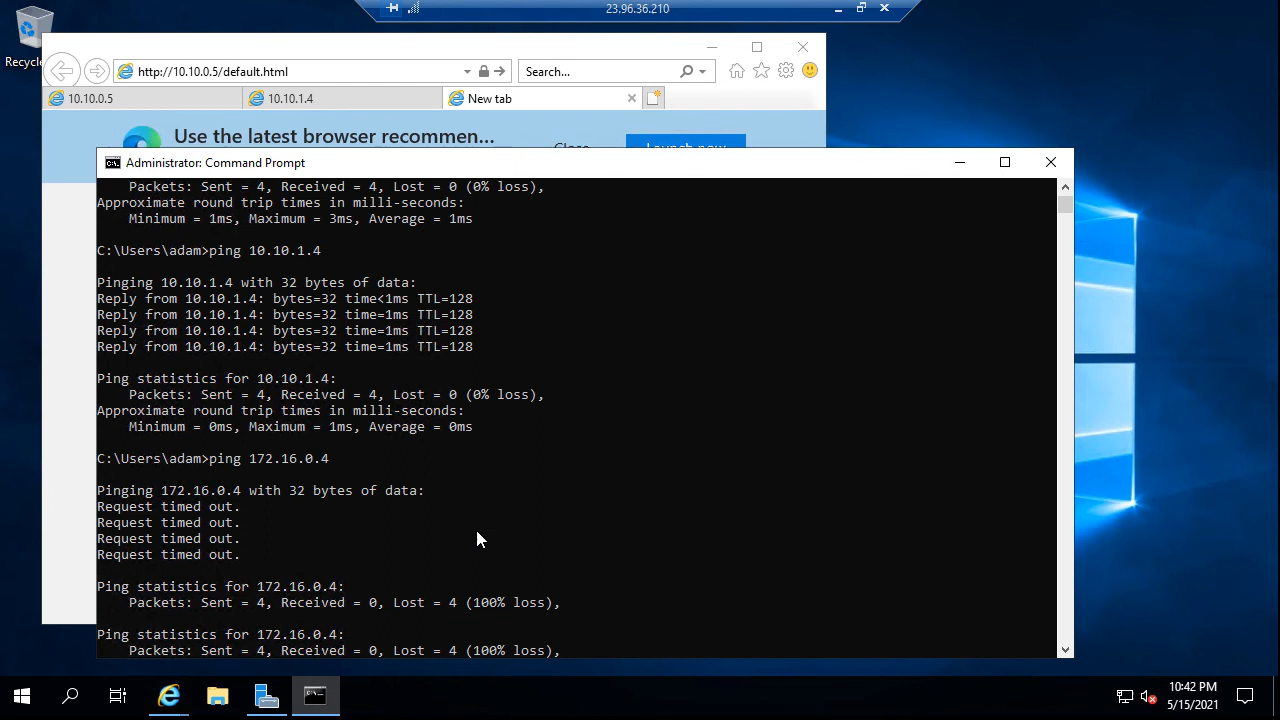 23.96.36.210
Recycle
http://10.10.0.5/default.html
Search...
10.10.0.5
10.10.1.4
New tab
Use the latest browser recommen...
Close
Launch now
Administrator: Command Prompt
Packets: Sent = 4, Received = 4, Lost = 0 (0% loss),
Approximate round trip times in milli-seconds:
Minimum = 1ms, Maximum = 3ms, Average = 1ms
C:\Users\adam>ping 10.10.1.4
Pinging 10.10.1.4 with 32 bytes of data:
Reply from 10.10.1.4: bytes=32 time<1ms TTL=128
Reply from 10.10.1.4: bytes=32 time=1ms TTL=128
Reply from 10.10.1.4: bytes=32 time=1ms TTL=128
Reply from 10.10.1.4: bytes=32 time=1ms TTL=128
Ping statistics for 10.10.1.4:
Packets: Sent = 4, Received = 4, Lost = 0 (0% loss),
Approximate round trip times in milli-seconds:
Minimum = 0ms, Maximum = 1ms, Average = 0ms
C:\Users\adam>ping 172.16.0.4
Pinging 172.16.0.4 with 32 bytes of data:
Request timed out.
Request timed out.
Request timed out.
Request timed out.
Ping statistics for 172.16.0.4:
Packets: Sent = 4, Received = 0, Lost = 4 (100% loss),
Ping statistics for 172.16.0.4:
Packets: Sent = 4, Received = 0, Lost = 4 (100% loss),
10:42 PM
5/15/2021